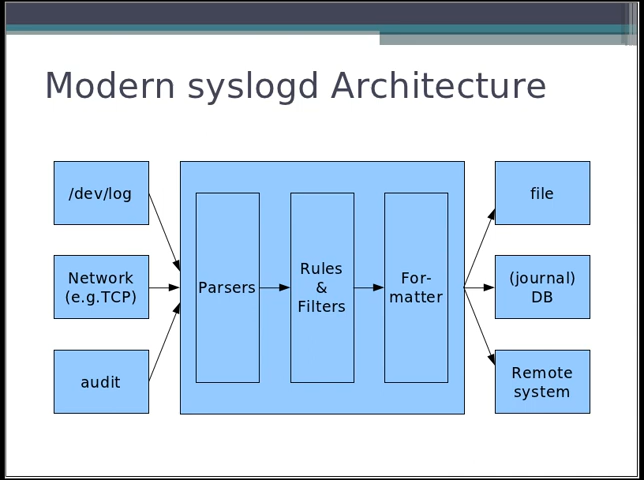 Modern syslogd Architecture
/dev/log
Network
(e.g.TCP)
audit
Parsers
Rules
&
Filters
For-
matter
file
(journal)
DB
Remote
system